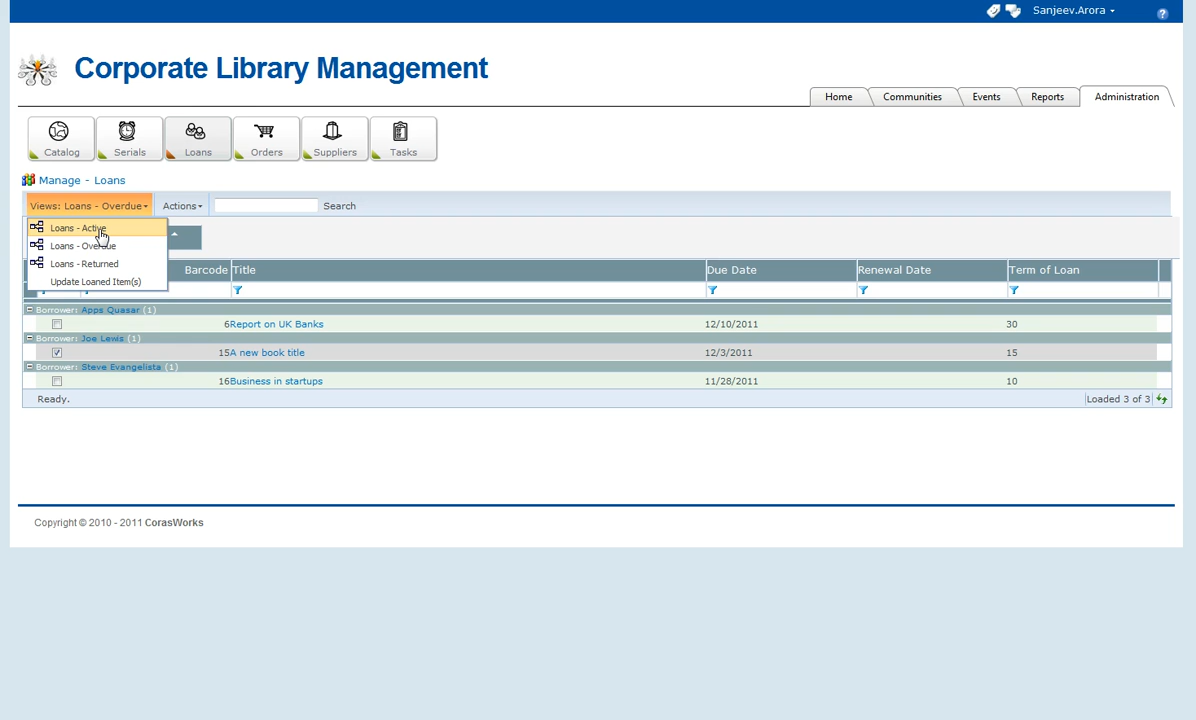 Sanjeev.Arora
?
Corporate Library Management
Home Communities Events Reports Administration
Catalog Serials Loans Orders Suppliers Tasks
Manage - Loans
Views: Loans - Overdue Actions Search
Loans - Active
Loans - Overdue
Loans - Returned
Update Loaned Item(s)
Barcode Title Due Date Renewal Date Term of Loan
Borrower: Apps Quasar (1)
6 Report on UK Banks 12/10/2011 30
Borrower: Joe Lewis (1)
15 A new book title 12/3/2011 15
Borrower: Steve Evangelista (1)
16 Business in startups 11/28/2011 10
Ready. Loaded 3 of 3
Copyright © 2010 - 2011 CorasWorks